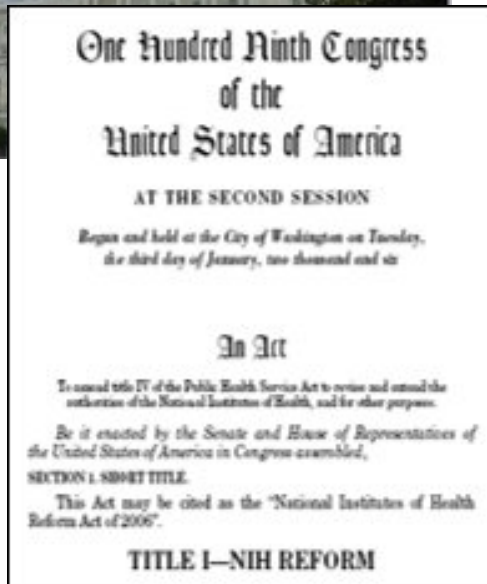 One Hundred Ninth Congress
of the
United States of America
AT THE SECOND SESSION
Begun and held at the City of Washington on Tuesday,
the third day of January, two thousand and six
An Act
To amend title IV of the Public Health Service Act to revise and extend the
authorities of the National Institutes of Health, and for other purposes.
Be it enacted by the Senate and House of Representatives of
the United States of America in Congress assembled,
SECTION 1. SHORT TITLE.
This Act may be cited as the “National Institutes of Health
Reform Act of 2006”.
TITLE I—NIH REFORM